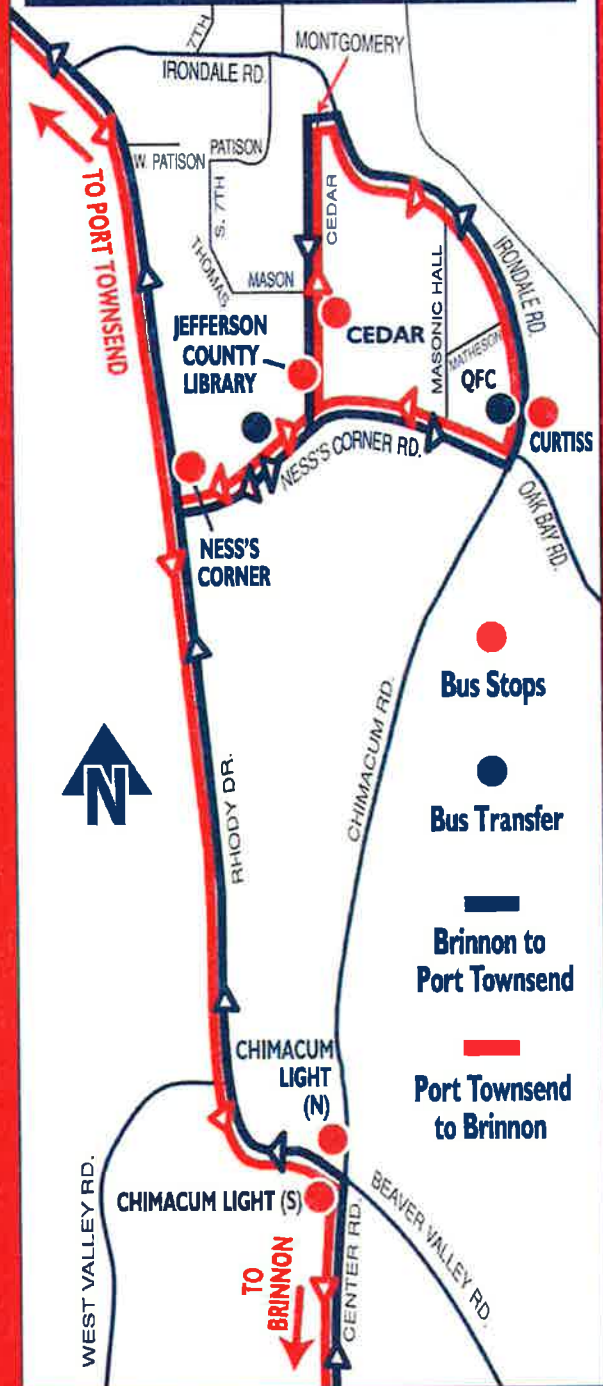 7TH
MONTGOMERY
IRONDALE RD.
PATISON
W. PATISON
S. 7TH
CEDAR
TO PORT TOWNSEND
THOMAS
MASON
MASONIC HALL
IRONDALE RD.
JEFFERSON
COUNTY
LIBRARY
CEDAR
MATHESON
QFC
CURTISS
NESS'S CORNER RD.
OAK BAY RD.
NESS'S
CORNER
Bus Stops
CHIMACUM RD.
N
Bus Transfer
RHODY DR.
Brinnon to
Port Townsend
CHIMACUM
LIGHT
(N)
Port Townsend
to Brinnon
WEST VALLEY RD.
CHIMACUM LIGHT (S)
BEAVER VALLEY RD.
TO
BRINNON
CENTER RD.